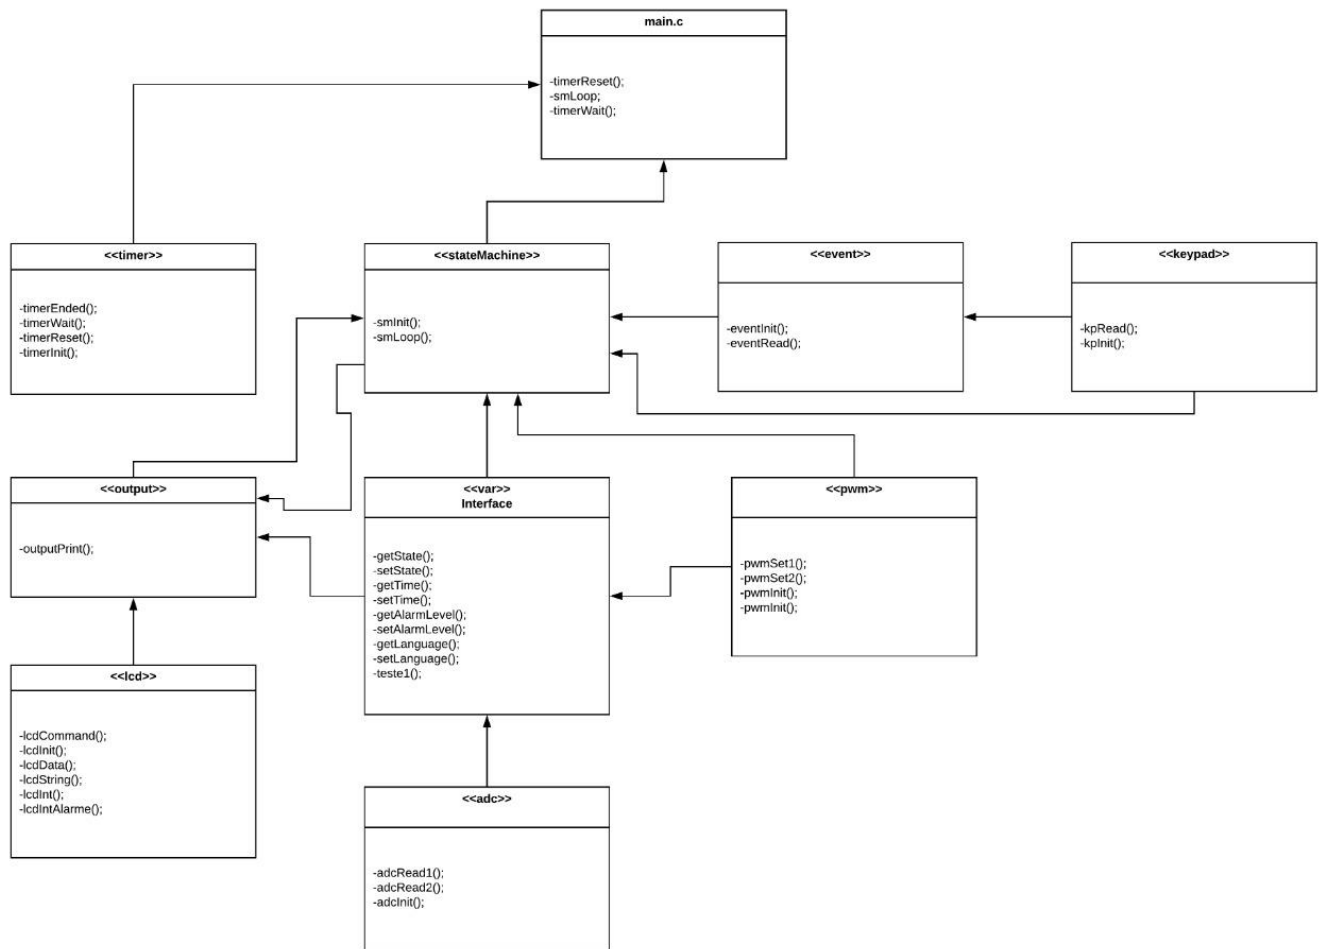 main.c
-timerReset();
-smLoop;
-timerWait();
<<timer>>
-timerEnded();
-timerWait();
-timerReset();
-timerInit();
<<stateMachine>>
-smInit();
-smLoop();
<<event>>
-eventInit();
-eventRead();
<<keypad>>
-kpRead();
-kpInit();
<<output>>
-outputPrint();
<<var>>
Interface
-getState();
-setState();
-getTime();
-setTime();
-getAlarmLevel();
-setAlarmLevel();
-getLanguage();
-setLanguage();
-teste1();
<<pwm>>
-pwmSet1();
-pwmSet2();
-pwmInit();
-pwmInit();
<<lcd>>
-lcdCommand();
-lcdInit();
-lcdData();
-lcdString();
-lcdInt();
-lcdIntAlarme();
<<adc>>
-adcRead1();
-adcRead2();
-adcInit();